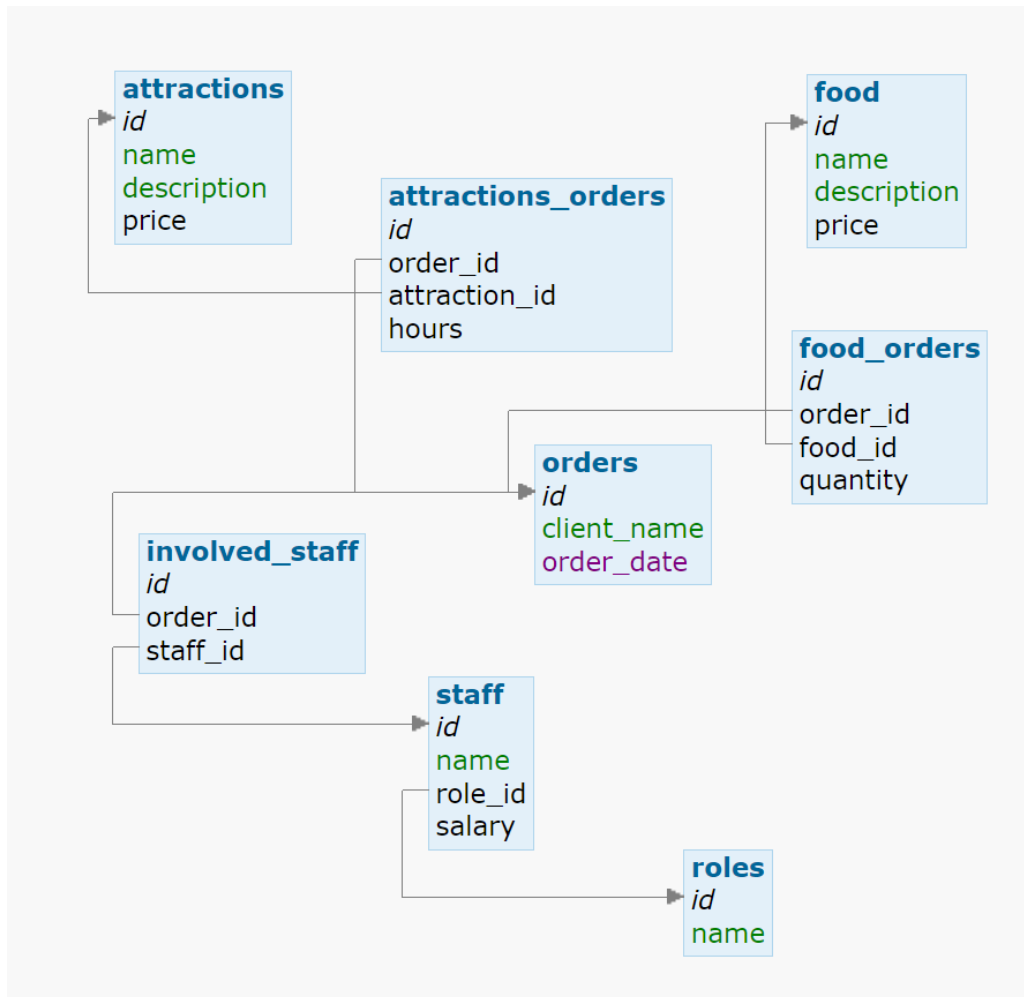 attractions
id
name
description
price
food
id
name
description
price
attractions_orders
id
order_id
attraction_id
hours
food_orders
id
order_id
food_id
quantity
orders
id
client_name
order_date
involved_staff
id
order_id
staff_id
staff
id
name
role_id
salary
roles
id
name